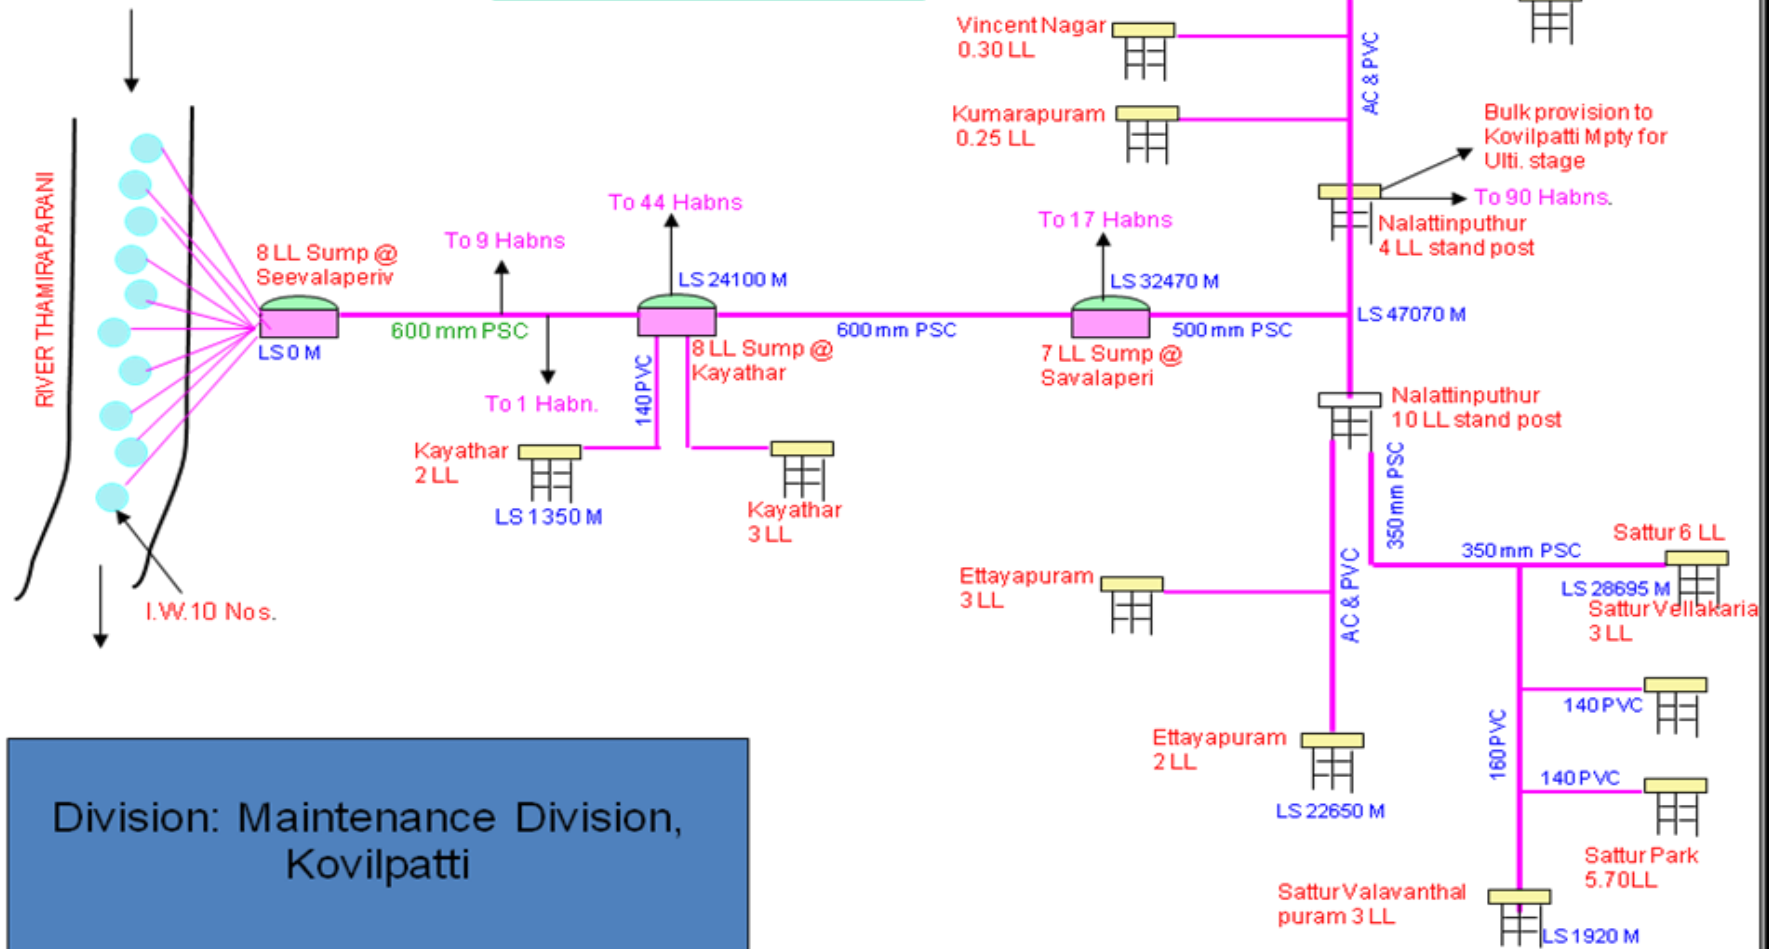 Vincent Nagar
0.30 LL
AC & PVC
Kumarapuram
0.25 LL
Bulk provision to
Kovilpatti Mpty for
Ulti. stage
To 90 Habns.
Nalattinputhur
4 LL stand post
RIVER THAMIRAPARANI
8 LL Sump @
Seevalaperiv
LS 0 M
To 9 Habns
600 mm PSC
To 1 Habn.
To 44 Habns
LS 24100 M
8 LL Sump @
Kayathar
140 PVC
600 mm PSC
To 17 Habns
LS 32470 M
7 LL Sump @
Savalaperi
500 mm PSC
LS 47070 M
Kayathar
2 LL
LS 1350 M
Kayathar
3 LL
Nalattinputhur
10 LL stand post
350 mm PSC
350 mm PSC
Sattur 6 LL
LS 28695 M
Sattur Vellakaria
3 LL
I.W.10 Nos.
Ettayapuram
3 LL
AC & PVC
140 PVC
160 PVC
140 PVC
Ettayapuram
2 LL
LS 22650 M
Sattur Park
5.70LL
Sattur Valavanthal
puram 3 LL
LS 1920 M
Division: Maintenance Division,
Kovilpatti